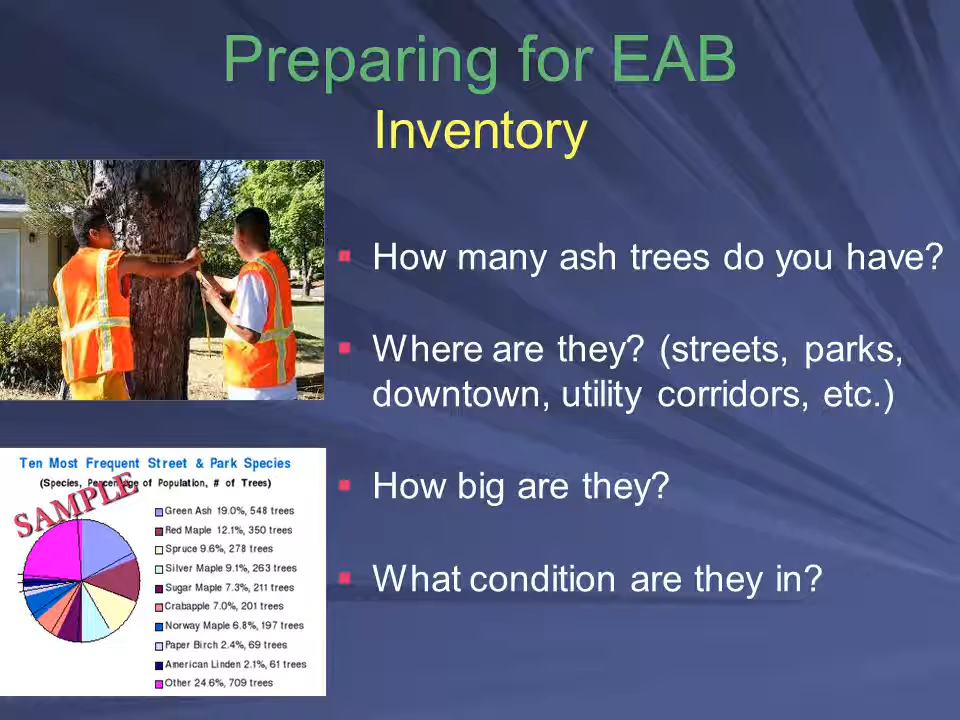 Preparing for EAB
Inventory
How many ash trees do you have?
Where are they? (streets, parks,
downtown, utility corridors, etc.)
How big are they?
What condition are they in?
Ten Most Frequent Street & Park Species
(Species, Percentage of Population, # of Trees)
SAMPLE
Green Ash 19.0%, 548 trees
Red Maple 12.1%, 350 trees
Spruce 9.6%, 278 trees
Silver Maple 9.1%, 263 trees
Sugar Maple 7.3%, 211 trees
Crabapple 7.0%, 201 trees
Norway Maple 6.8%, 197 trees
Paper Birch 2.4%, 69 trees
American Linden 2.1%, 61 trees
Other 24.6%, 709 trees